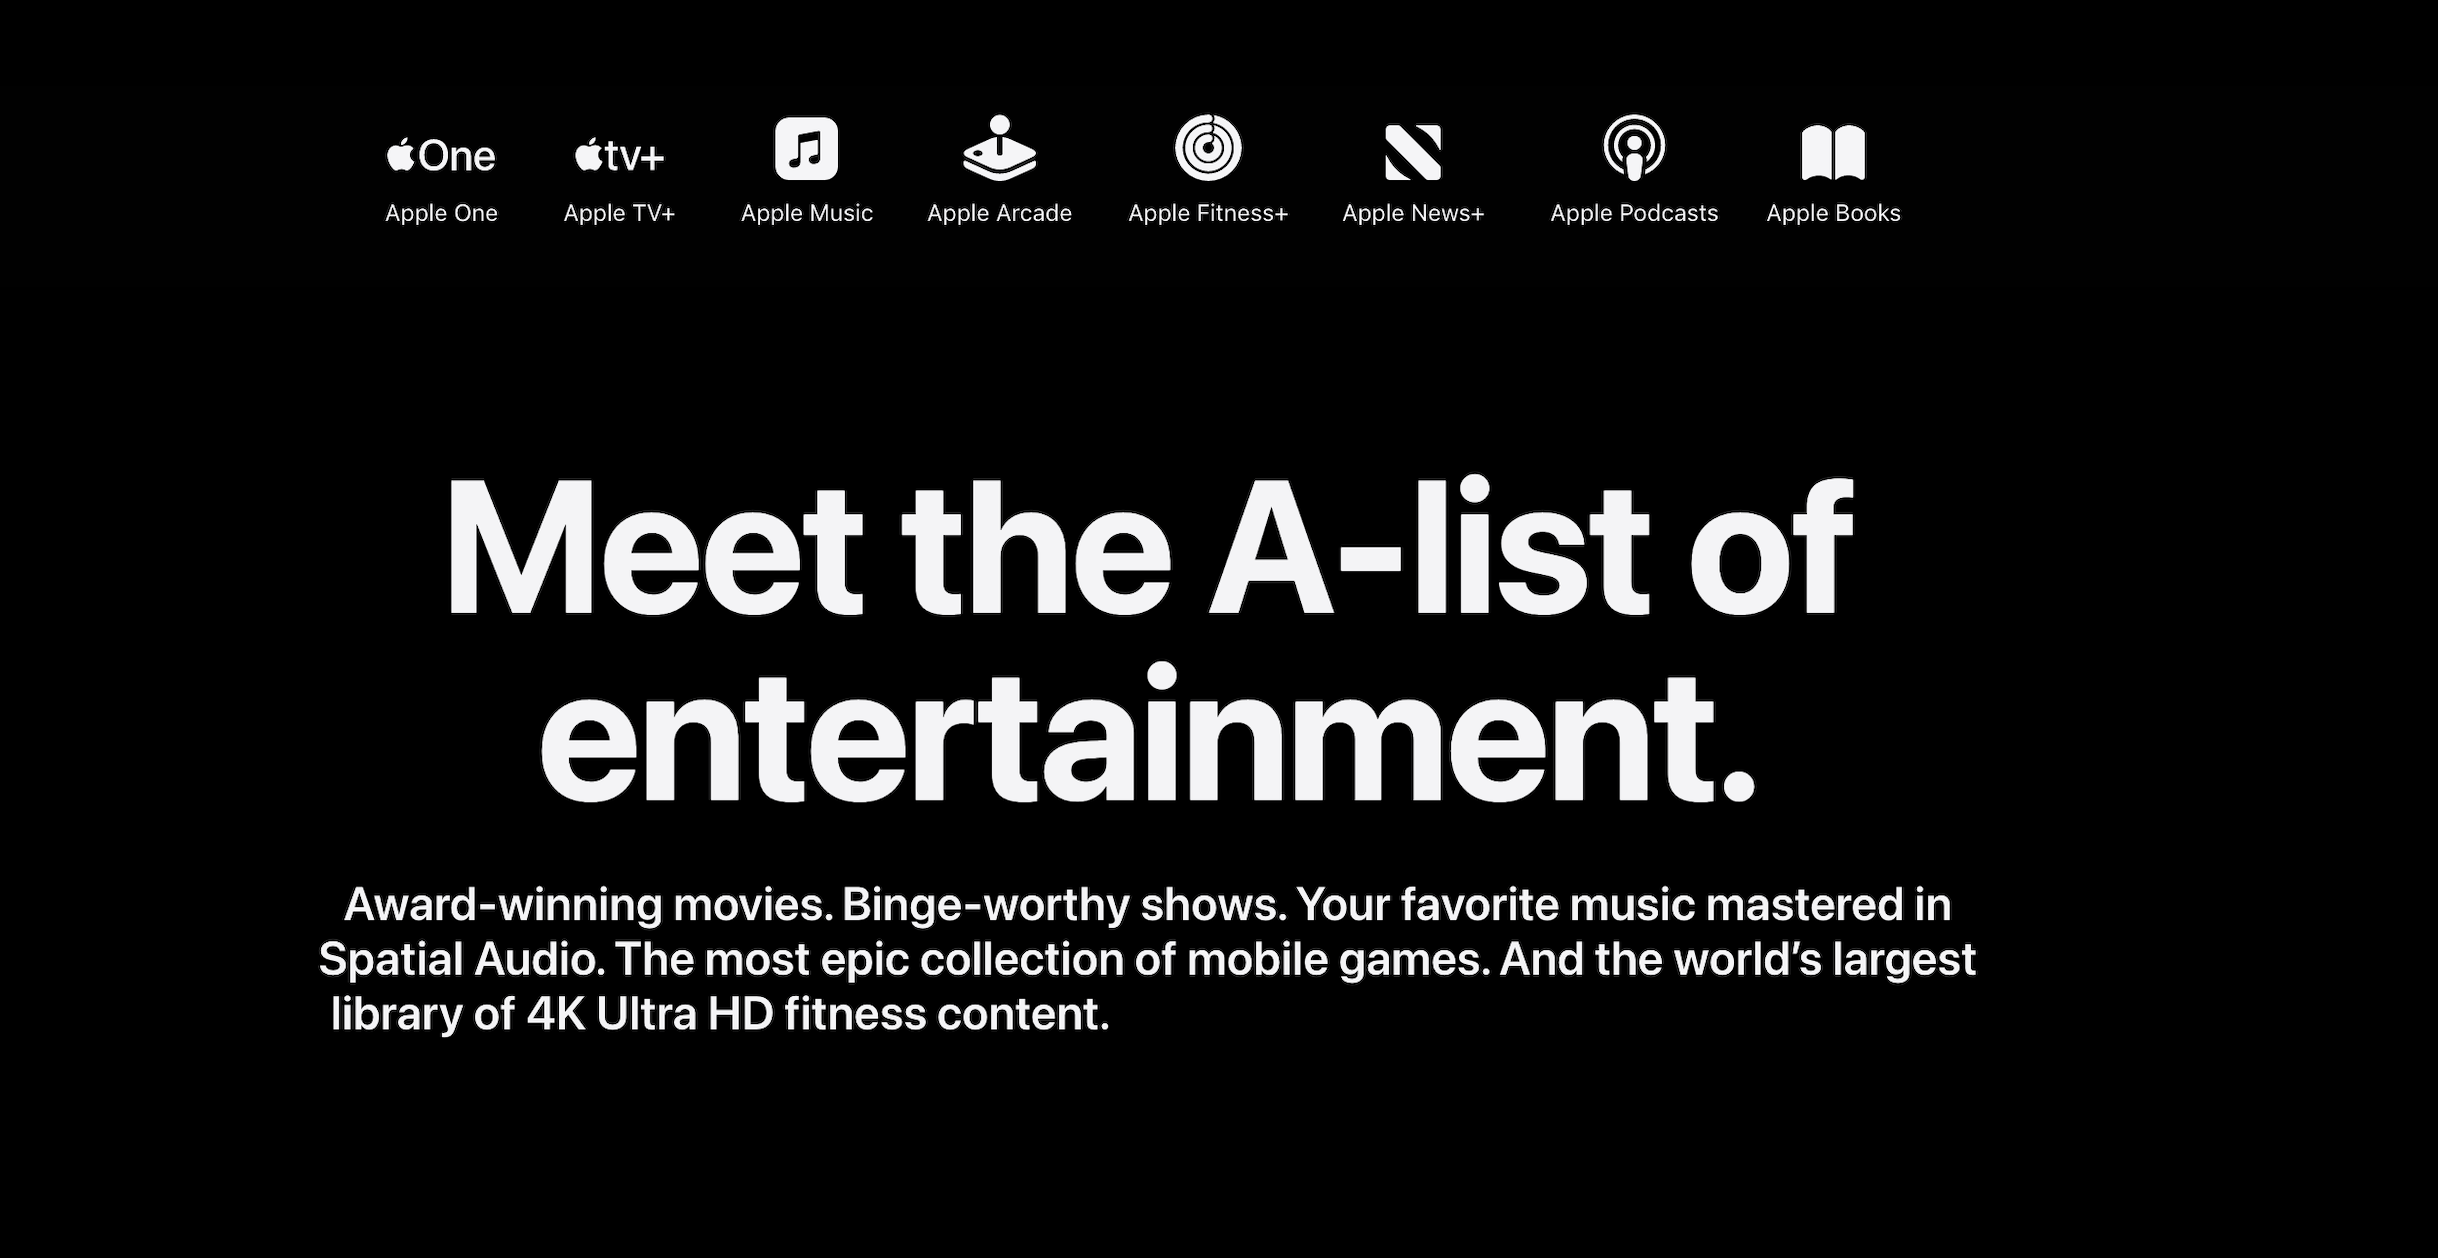 One tv+
Apple One Apple TV+ Apple Music Apple Arcade Apple Fitness+ Apple News+ Apple Podcasts Apple Books
Meet the A-list of
entertainment.
Award-winning movies. Binge-worthy shows. Your favorite music mastered in
Spatial Audio. The most epic collection of mobile games. And the world’s largest
library of 4K Ultra HD fitness content.